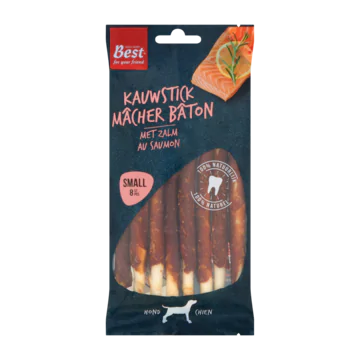 Best
for your friend
KAUWSTICK
MÂCHER BÂTON
MET ZALM
AU SAUMON
SMALL
100% NATUURLIJK
100% NATUREL
HOND
CHIEN